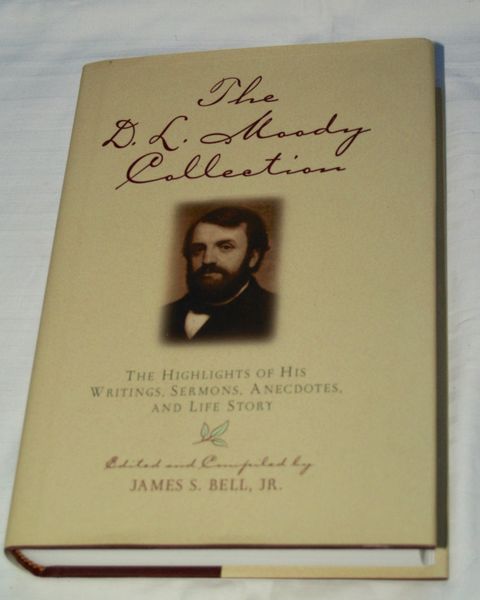 The
D. L. Moody
Collection
THE HIGHLIGHTS OF HIS
WRITINGS, SERMONS, ANECDOTES,
AND LIFE STORY
Edited and Compiled by
JAMES S. BELL, JR.